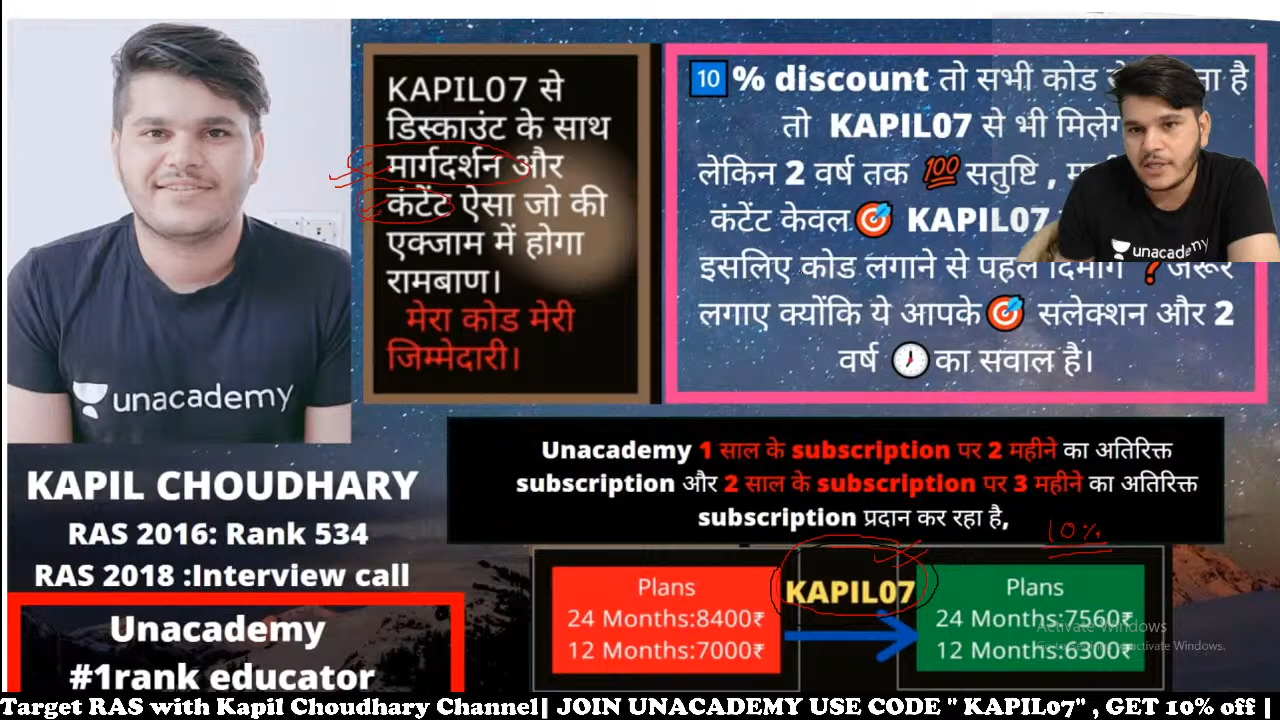 KAPIL07 से
डिस्काउंट के साथ
मार्गदर्शन और
कंटेंट ऐसा जो की
एक्जाम में होगा
रामबाण।
मेरा कोड मेरी
जिम्मेदारी।
10 % discount तो सभी कोड है
तो KAPIL07 से भी
लेकिन 2 वर्ष तक 💯 सतुष्टि ,
कंटेंट केवल🎯 KAPIL07
इसलिए कोड लगाने से पहले दिमाग ❓जरूर
लगाए क्योंकि ये आपके🎯 सलेक्शन और 2
वर्ष 🕖का सवाल है।
unacademy
unacademy
KAPIL CHOUDHARY
RAS 2016: Rank 534
RAS 2018 :Interview call
Unacademy
#1rank educator
Unacademy 1 साल के subscription पर 2 महीने का अतिरिक्त
subscription और 2 साल के subscription पर 3 महीने का अतिरिक्त
subscription प्रदान कर रहा है,
10%
Plans
24 Months:8400₹
12 Months:7000₹
KAPIL07
Plans
24 Months:7560₹
12 Months:6300₹
Activate Windows
activate Windows.
Target RAS with Kapil Choudhary Channel| JOIN UNACADEMY USE CODE " KAPIL07" , GET 10% off |